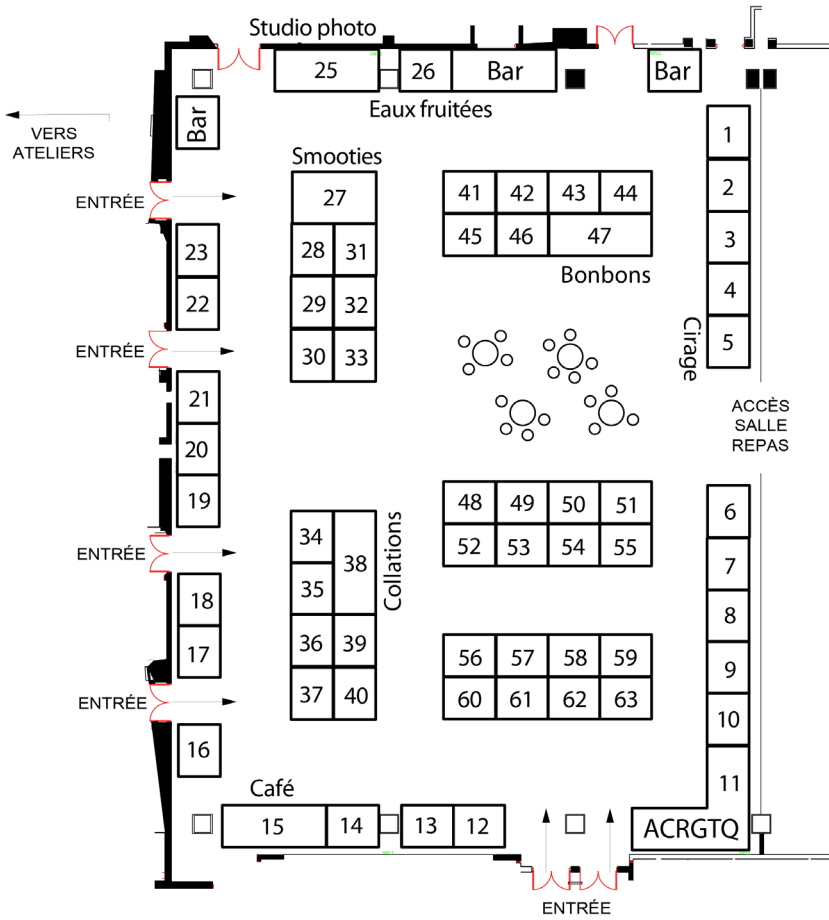 Studio photo
25
26
Bar
Bar
Eaux fruitées
Bar
VERS
ATELIERS
1
Smooties
ENTRÉE
27
41
42
43
44
2
23
28
31
45
46
47
3
Bonbons
22
29
32
4
ENTRÉE
30
33
Cirage
5
21
ACCÈS
SALLE
REPAS
20
19
48
49
50
51
6
34
38
Collations
ENTRÉE
52
53
54
55
7
35
18
8
36
39
17
56
57
58
59
9
ENTRÉE
37
40
60
61
62
63
10
16
11
Café
15
14
13
12
ACRGTQ
ENTRÉE